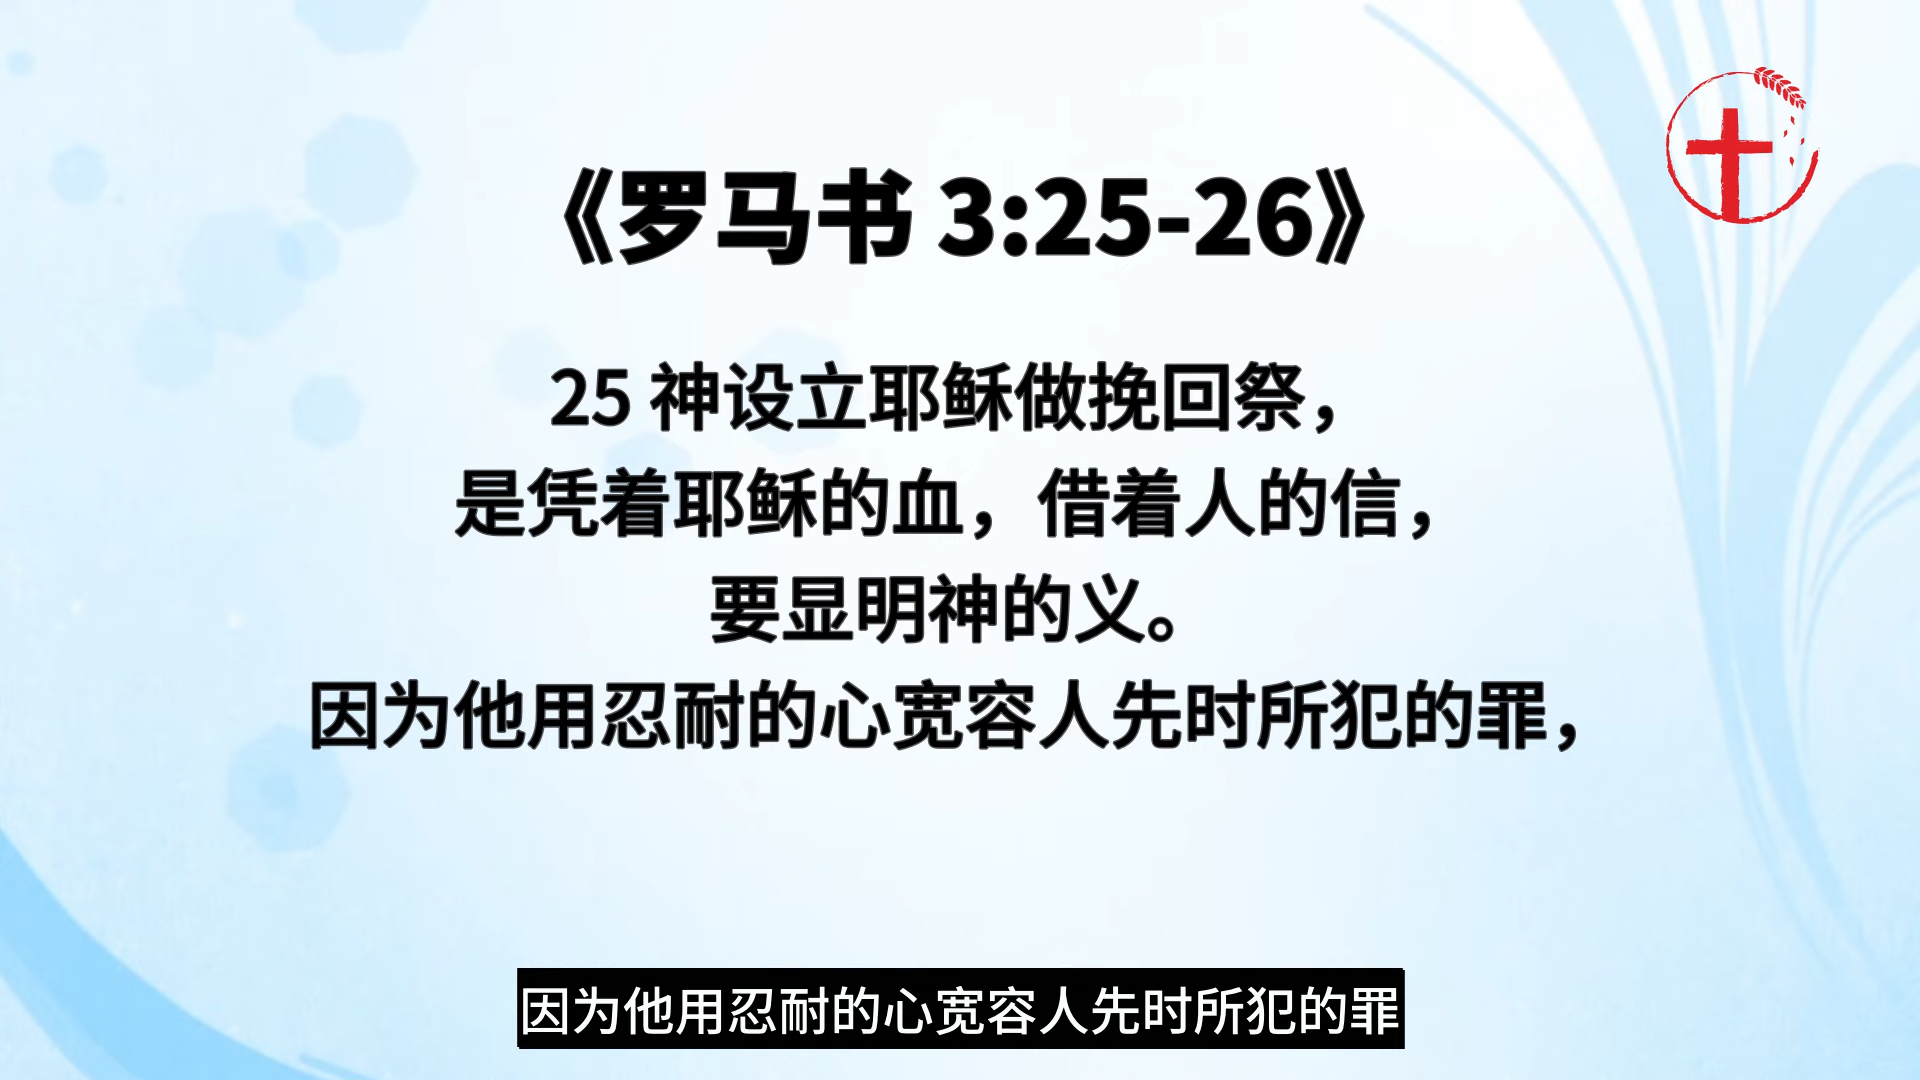 《罗马书 3:25-26》
25 神设立耶稣做挽回祭，
是凭着耶稣的血，借着人的信，
要显明神的义。
因为他用忍耐的心宽容人先时所犯的罪，
因为他用忍耐的心宽容人先时所犯的罪